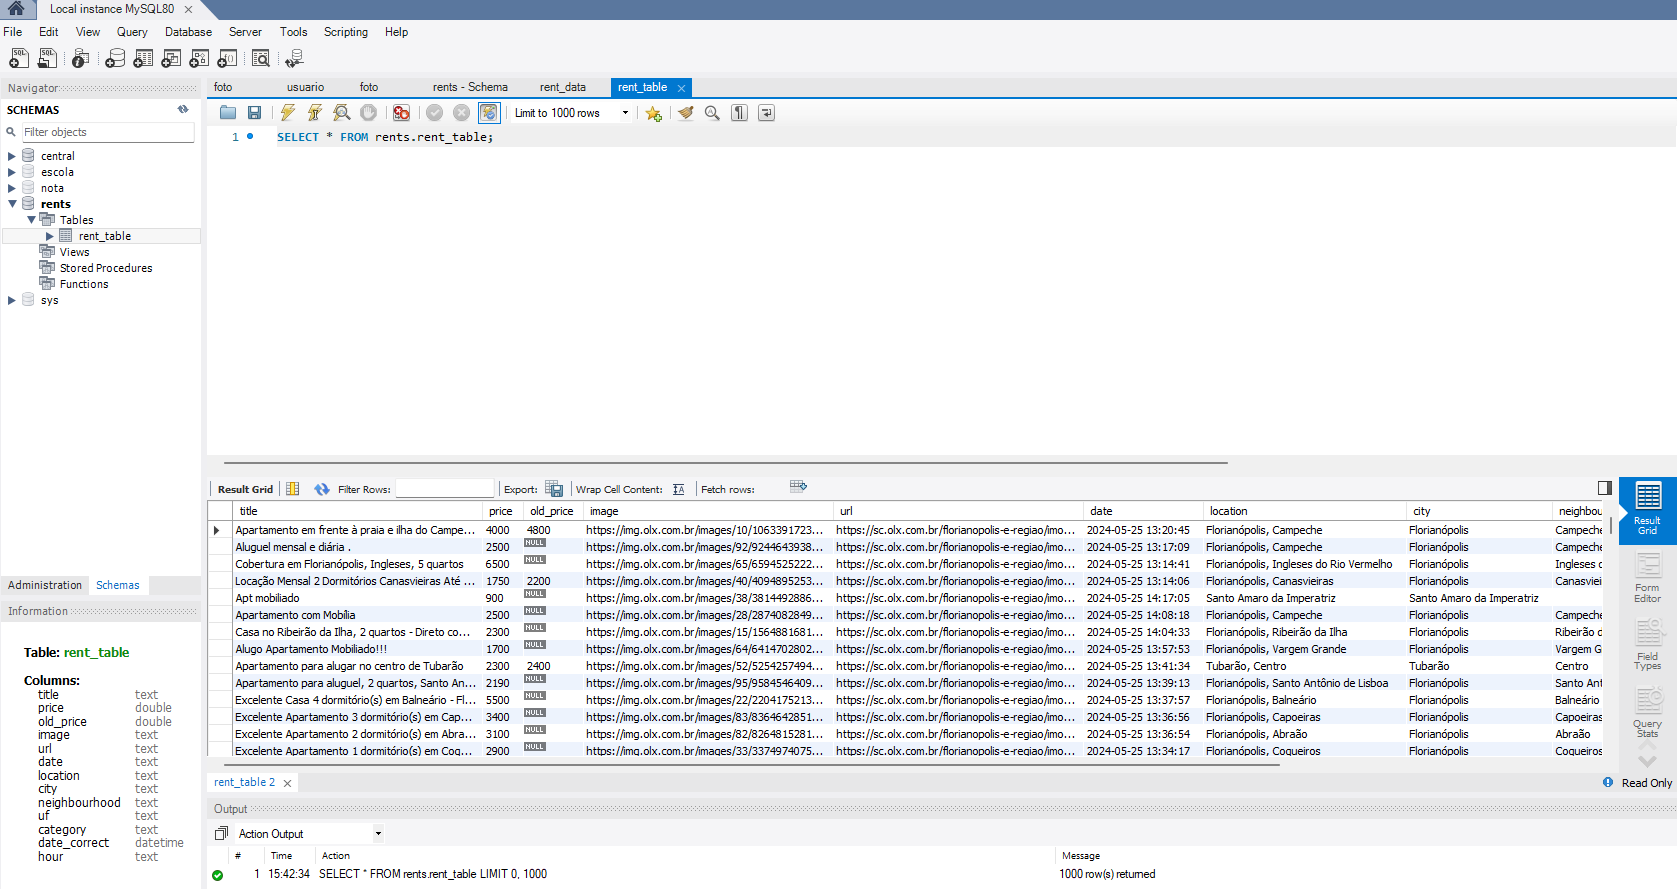 Local instance MySQL80
File Edit View Query Database Server Tools Scripting Help
Navigator
SCHEMAS
Filter objects
central
escola
nota
rents
Tables
rent_table
Views
Stored Procedures
Functions
sys
Administration Schemas
Information
Table: rent_table
Columns:
title text
price double
old_price double
image text
url text
date text
location text
city text
neighbourhood text
uf text
category text
date_correct datetime
hour text
foto usuario foto rents - Schema rent_data rent_table
Limit to 1000 rows
1 SELECT * FROM rents.rent_table;
Result Grid Filter Rows: Export: Wrap Cell Content: Fetch rows:
title price old_price image url date location city neighbou
Apartamento em frente à praia e ilha do Campe... 4000 4800 https://img.olx.com.br/images/10/1063391723... https://sc.olx.com.br/florianopolis-e-regiao/imo... 2024-05-25 13:20:45 Florianópolis, Campeche Florianópolis Campeche
Aluguel mensal e diária . 2500 NULL https://img.olx.com.br/images/92/9244643938... https://sc.olx.com.br/florianopolis-e-regiao/imo... 2024-05-25 13:17:09 Florianópolis, Campeche Florianópolis Campeche
Cobertura em Florianópolis, Ingleses, 5 quartos 6500 NULL https://img.olx.com.br/images/65/6594525222... https://sc.olx.com.br/florianopolis-e-regiao/imo... 2024-05-25 13:14:41 Florianópolis, Ingleses do Rio Vermelho Florianópolis Ingleses d
Locação Mensal 2 Dormitórios Canasvieiras Até ... 1750 2200 https://img.olx.com.br/images/40/4094895253... https://sc.olx.com.br/florianopolis-e-regiao/imo... 2024-05-25 13:14:06 Florianópolis, Canasvieiras Florianópolis Canasviei
Apt mobiliado 900 NULL https://img.olx.com.br/images/38/3814492886... https://sc.olx.com.br/florianopolis-e-regiao/imo... 2024-05-25 14:17:05 Santo Amaro da Imperatriz Santo Amaro da Imperatriz
Apartamento com Mobília 2500 NULL https://img.olx.com.br/images/28/2874082849... https://sc.olx.com.br/florianopolis-e-regiao/imo... 2024-05-25 14:08:18 Florianópolis, Campeche Florianópolis Campeche
Casa no Ribeirão da Ilha, 2 quartos - Direto co... 2300 NULL https://img.olx.com.br/images/15/1564881681... https://sc.olx.com.br/florianopolis-e-regiao/imo... 2024-05-25 14:04:33 Florianópolis, Ribeirão da Ilha Florianópolis Ribeirão d
Alugo Apartamento Mobiliado!!! 1700 NULL https://img.olx.com.br/images/64/6414702802... https://sc.olx.com.br/florianopolis-e-regiao/imo... 2024-05-25 13:57:53 Florianópolis, Vargem Grande Florianópolis Vargem G
Apartamento para alugar no centro de Tubarão 2300 2400 https://img.olx.com.br/images/52/5254257494... https://sc.olx.com.br/florianopolis-e-regiao/imo... 2024-05-25 13:41:34 Tubarão, Centro Tubarão Centro
Apartamento para aluguel, 2 quartos, Santo An... 2190 NULL https://img.olx.com.br/images/95/9584546409... https://sc.olx.com.br/florianopolis-e-regiao/imo... 2024-05-25 13:39:13 Florianópolis, Santo Antônio de Lisboa Florianópolis Santo Ant
Excelente Casa 4 dormitório(s) em Balneário - Fl... 5500 NULL https://img.olx.com.br/images/22/2204175213... https://sc.olx.com.br/florianopolis-e-regiao/imo... 2024-05-25 13:37:57 Florianópolis, Balneário Florianópolis Balneário
Excelente Apartamento 3 dormitório(s) em Cap... 3400 NULL https://img.olx.com.br/images/83/8364642851... https://sc.olx.com.br/florianopolis-e-regiao/imo... 2024-05-25 13:36:56 Florianópolis, Capoeiras Florianópolis Capoeiras
Excelente Apartamento 2 dormitório(s) em Abra... 3100 NULL https://img.olx.com.br/images/82/8264815281... https://sc.olx.com.br/florianopolis-e-regiao/imo... 2024-05-25 13:36:54 Florianópolis, Abraão Florianópolis Abraão
Excelente Apartamento 1 dormitório(s) em Coq... 2900 NULL https://img.olx.com.br/images/33/3374974075... https://sc.olx.com.br/florianopolis-e-regiao/imo... 2024-05-25 13:34:17 Florianópolis, Coqueiros Florianópolis Coqueiros
Result
Grid
Form
Editor
Field
Types
Query
Stats
rent_table 2 Read Only
Output
Action Output
# Time Action Message
1 15:42:34 SELECT * FROM rents.rent_table LIMIT 0, 1000 1000 row(s) returned